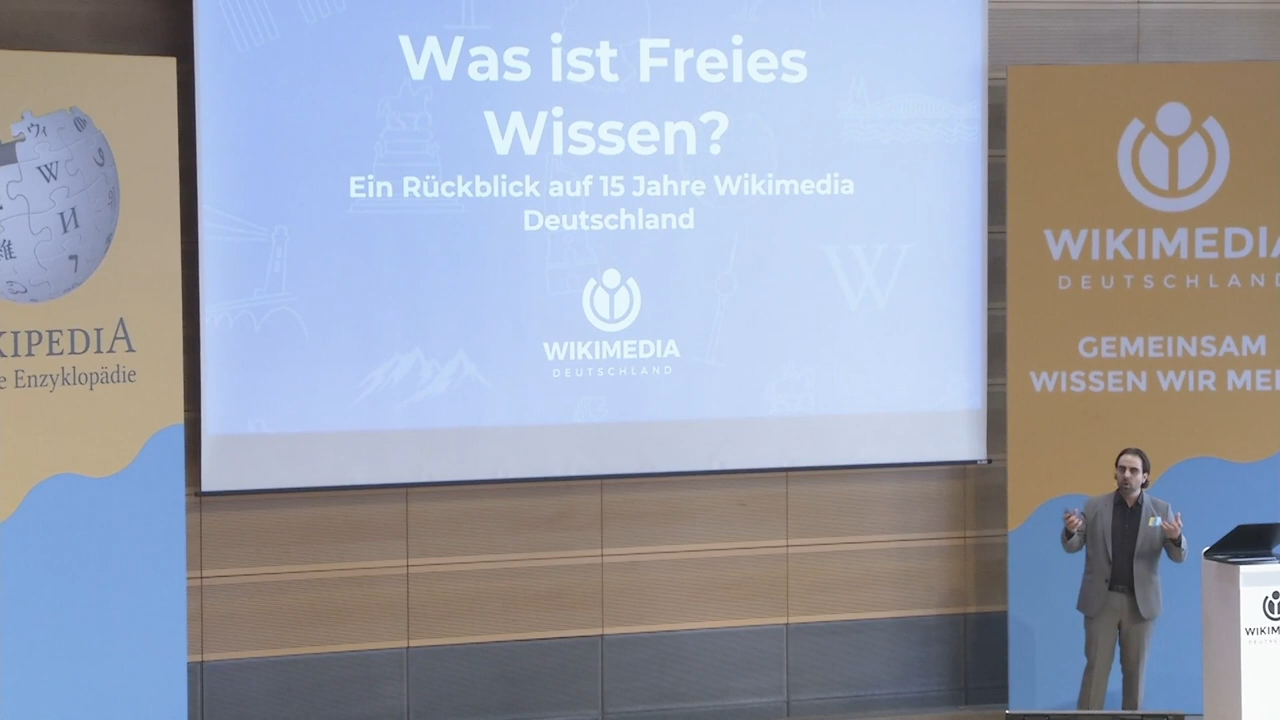 Was ist Freies
Wissen?
Ein Rückblick auf 15 Jahre Wikimedia
Deutschland
W
WIKIMEDIA
DEUTSCHLAND
W
И
KIPEDIA
e Enzyklopädie
WIKIMEDIA
DEUTSCHLAND
GEMEINSAM
WISSEN WIR ME
WIKIM